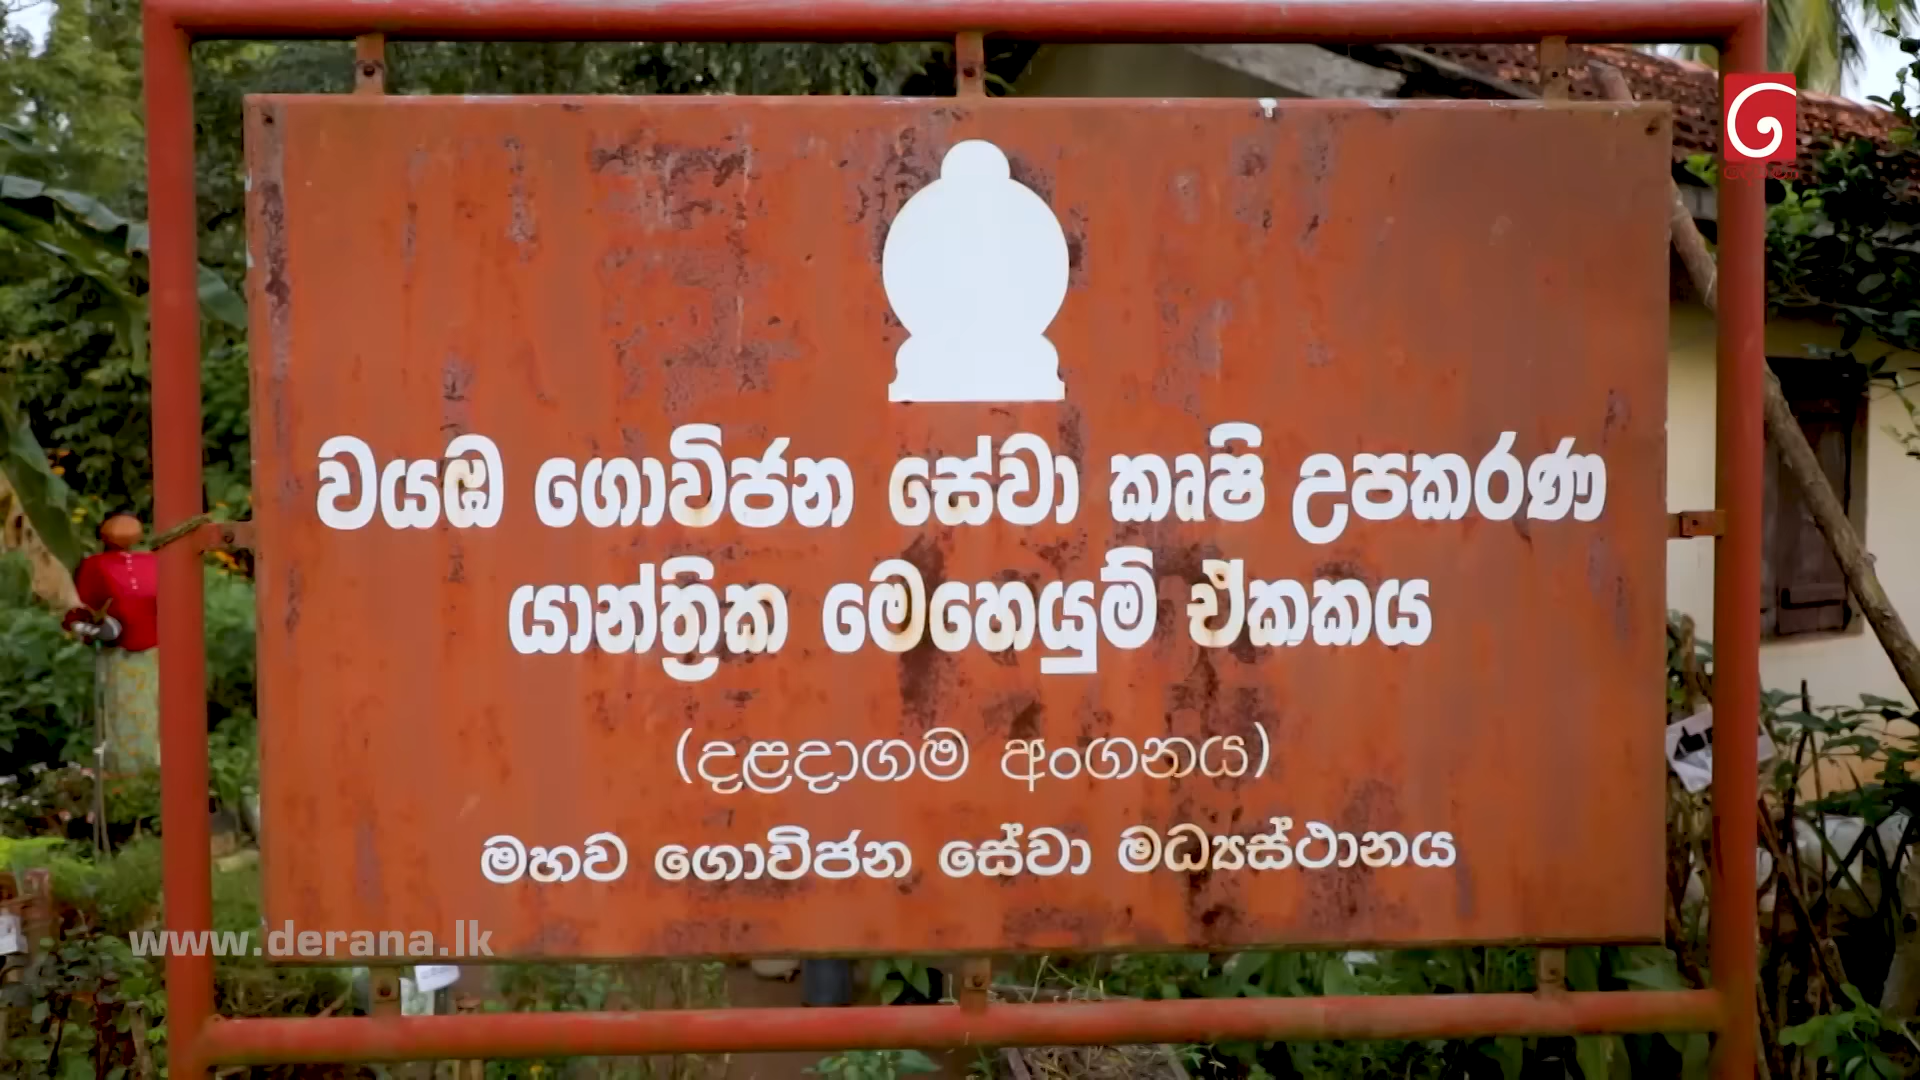 වයඹ ගොවිජන සේවා කෘෂි උපකරණ
යාන්ත්‍රික මෙහෙයුම් ඒකකය
(දළදාගම අංගනය)
මහව ගොවිජන සේවා මධ්‍යස්ථානය
www.derana.lk